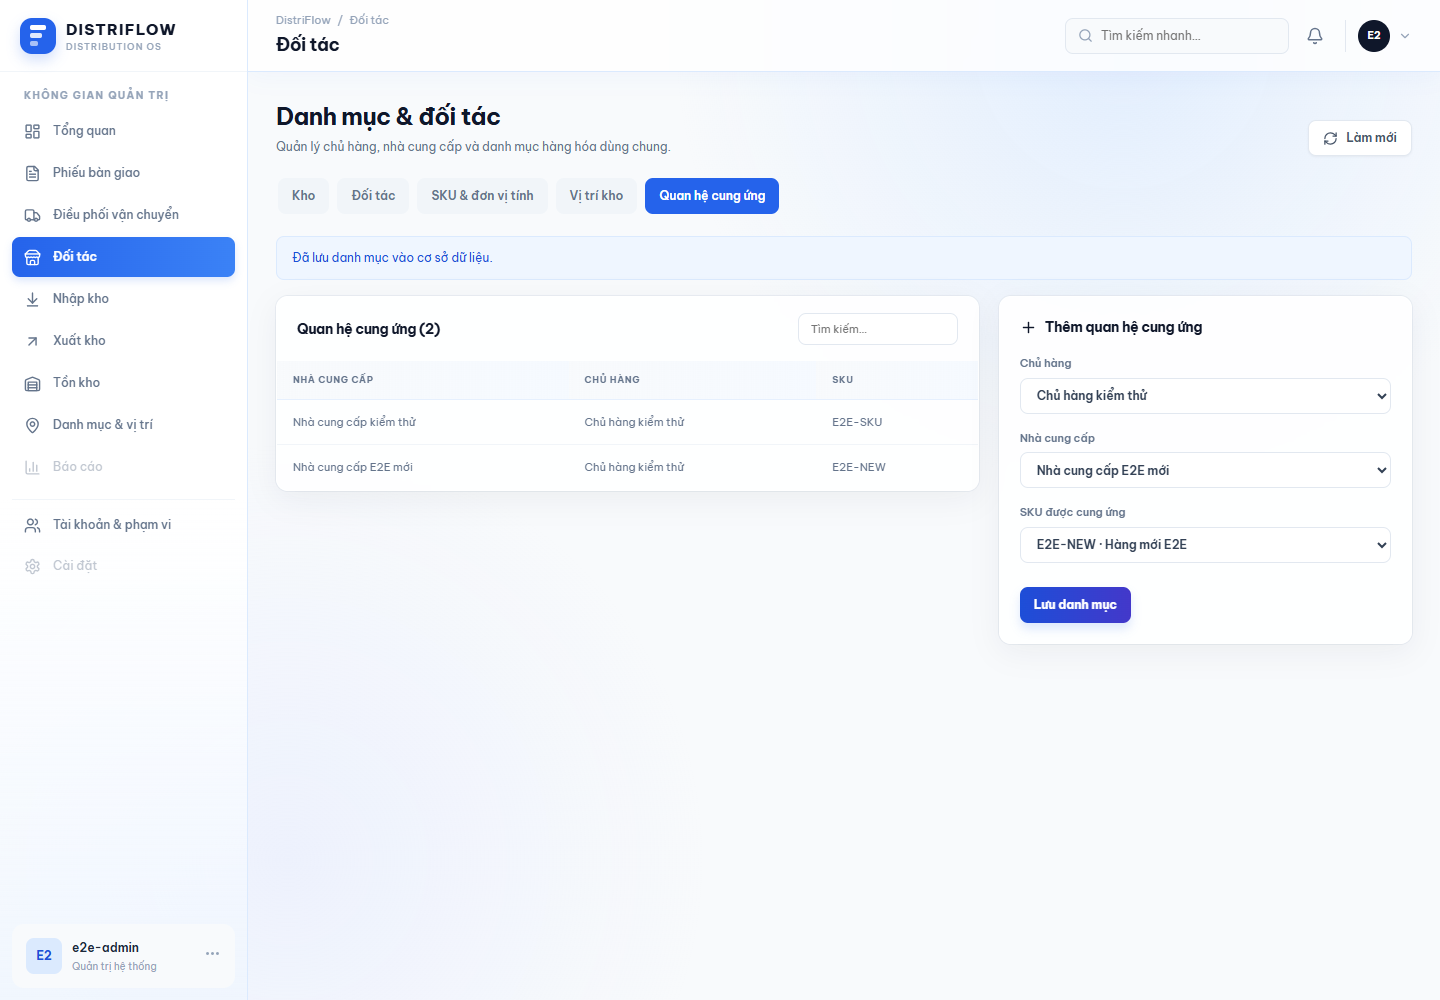 DISTRIFLOW
DISTRIBUTION OS
KHÔNG GIAN QUẢN TRỊ
Tổng quan
Phiếu bàn giao
Điều phối vận chuyển
Đối tác
Nhập kho
Xuất kho
Tồn kho
Danh mục & vị trí
Báo cáo
Tài khoản & phạm vi
Cài đặt
E2
e2e-admin
Quản trị hệ thống
DistriFlow / Đối tác
Đối tác
Tìm kiếm nhanh...
E2
Danh mục & đối tác
Quản lý chủ hàng, nhà cung cấp và danh mục hàng hóa dùng chung.
Làm mới
Kho
Đối tác
SKU & đơn vị tính
Vị trí kho
Quan hệ cung ứng
Đã lưu danh mục vào cơ sở dữ liệu.
Quan hệ cung ứng (2)
Tìm kiếm...
NHÀ CUNG CẤP CHỦ HÀNG SKU
Nhà cung cấp kiểm thử Chủ hàng kiểm thử E2E-SKU
Nhà cung cấp E2E mới Chủ hàng kiểm thử E2E-NEW
Thêm quan hệ cung ứng
Chủ hàng
Chủ hàng kiểm thử
Nhà cung cấp
Nhà cung cấp E2E mới
SKU được cung ứng
E2E-NEW · Hàng mới E2E
Lưu danh mục